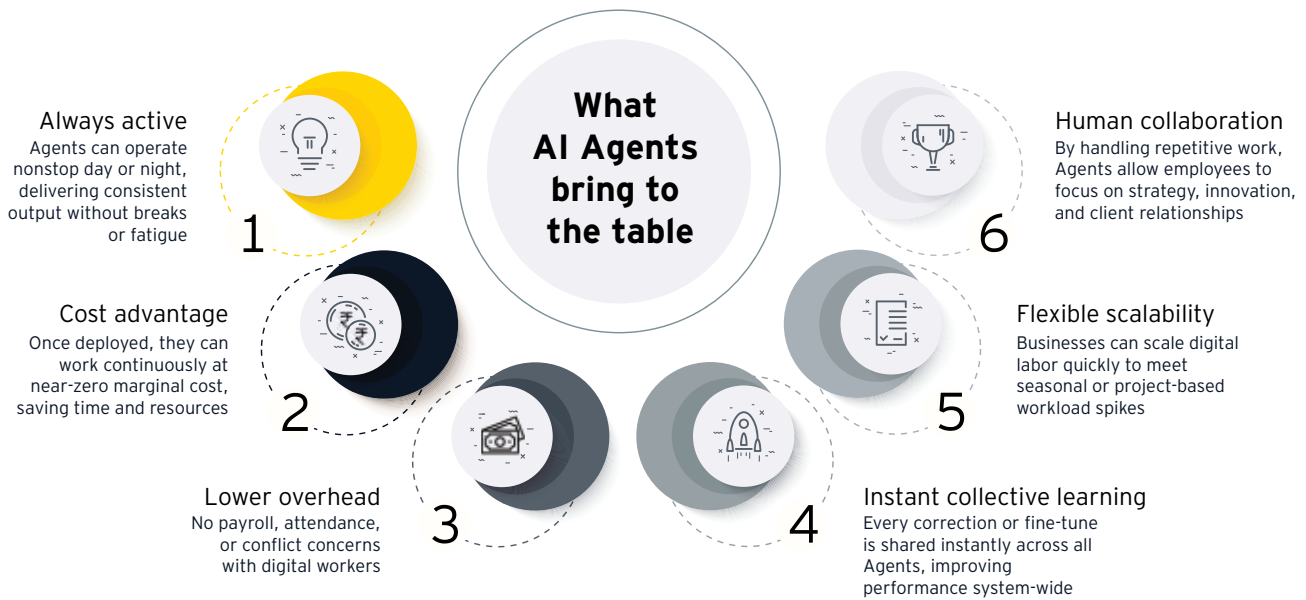 What
AI Agents
bring to
the table
Always active
Agents can operate
nonstop day or night,
delivering consistent
output without breaks
or fatigue
1
Cost advantage
Once deployed, they can
work continuously at
near-zero marginal cost,
saving time and resources
2
Lower overhead
No payroll, attendance,
or conflict concerns
with digital workers
3
Instant collective learning
Every correction or fine-tune
is shared instantly across all
Agents, improving
performance system-wide
4
Flexible scalability
Businesses can scale digital
labor quickly to meet
seasonal or project-based
workload spikes
5
Human collaboration
By handling repetitive work,
Agents allow employees to
focus on strategy, innovation,
and client relationships
6
₹
₹